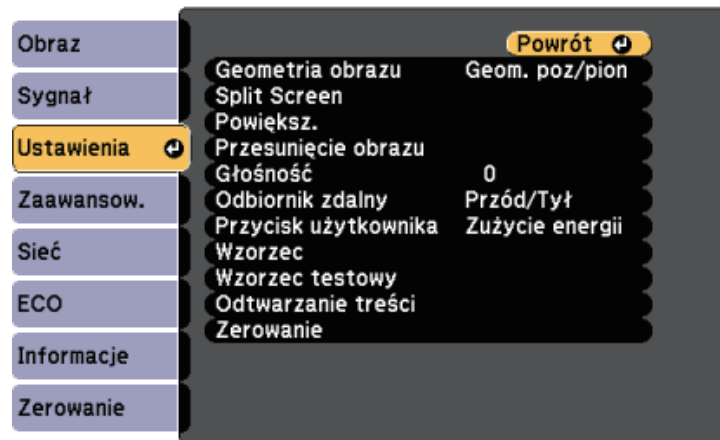 Obraz
Sygnał
Ustawienia
Zaawansow.
Sieć
ECO
Informacje
Zerowanie
Powrót
Geometria obrazu Geom. poz/pion
Split Screen
Powiększ.
Przesunięcie obrazu
Głośność 0
Odbiornik zdalny Przód/Tył
Przycisk użytkownika Zużycie energii
Wzorzec
Wzorzec testowy
Odtwarzanie treści
Zerowanie